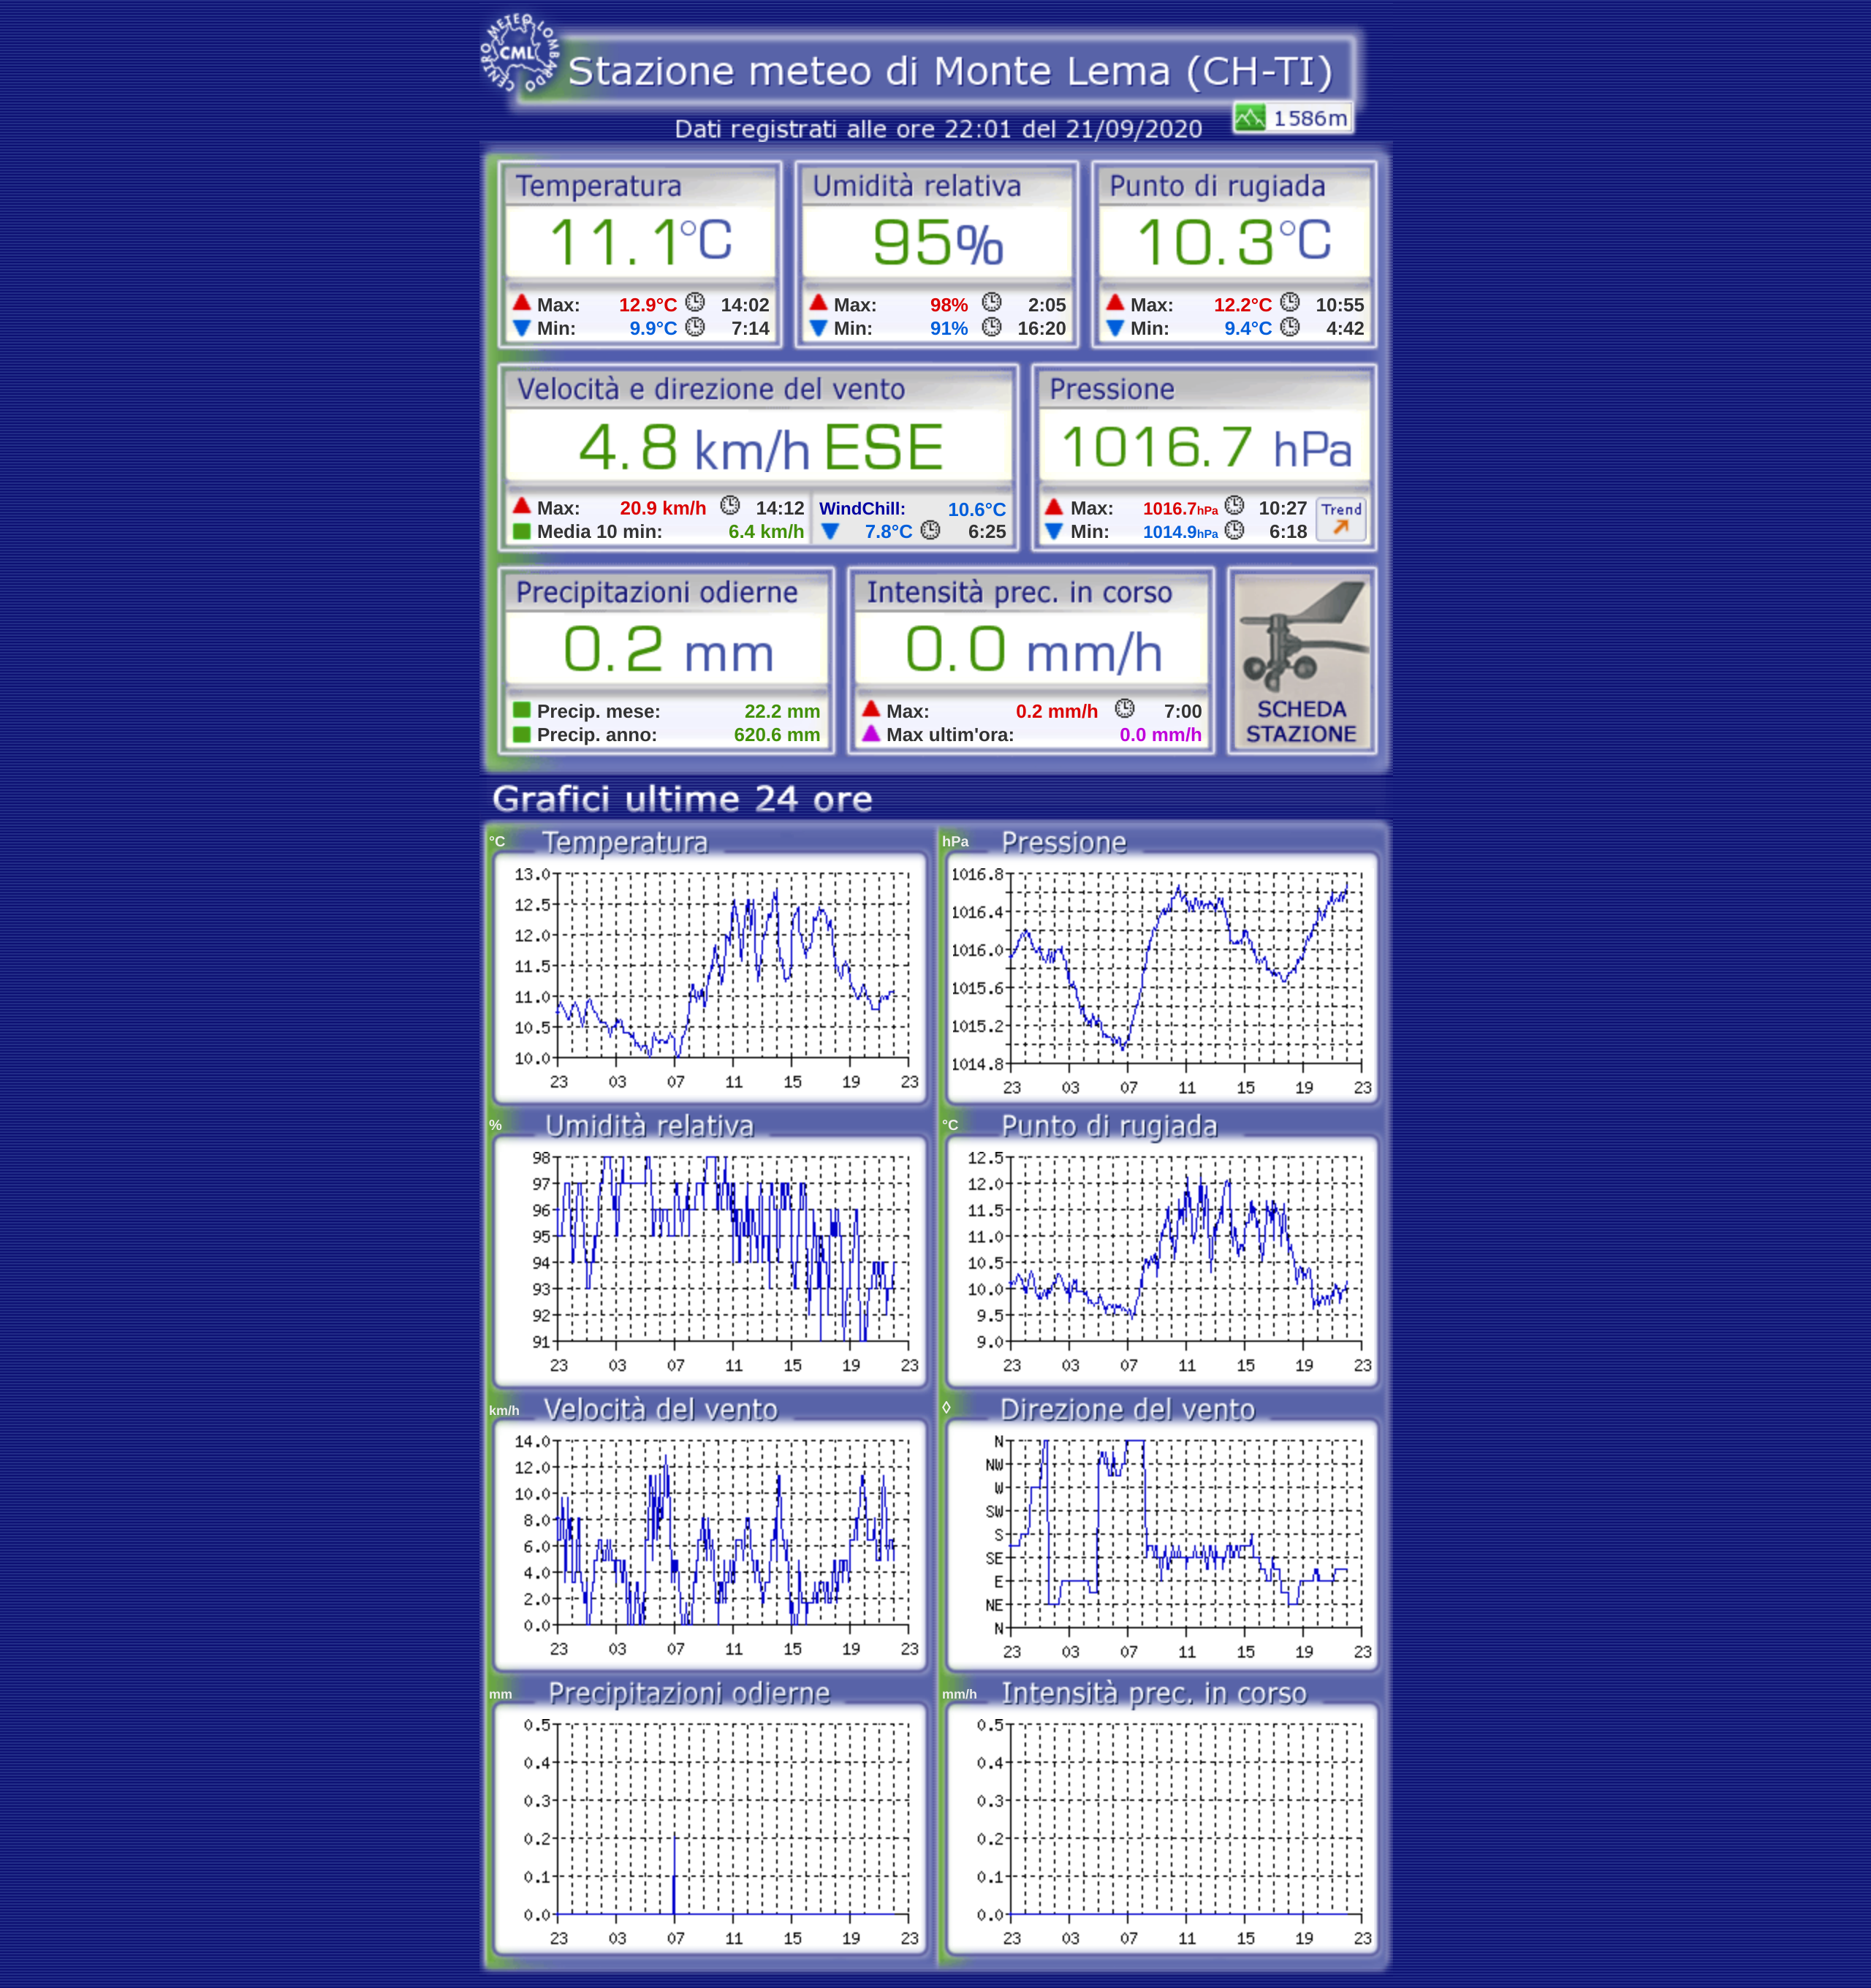 CENTRO METEO LOMBARDO
CML
Stazione meteo di Monte Lema (CH-TI)
1586m
Dati registrati alle ore 22:01 del 21/09/2020
Temperatura
11.1°C
Max: 12.9°C 14:02
Min: 9.9°C 7:14
Umidità relativa
95%
Max: 98% 2:05
Min: 91% 16:20
Punto di rugiada
10.3°C
Max: 12.2°C 10:55
Min: 9.4°C 4:42
Velocità e direzione del vento
4.8 km/h ESE
Max: 20.9 km/h 14:12
Media 10 min: 6.4 km/h
WindChill: 10.6°C
7.8°C 6:25
Pressione
1016.7 hPa
Max: 1016.7hPa 10:27
Min: 1014.9hPa 6:18
Trend
Precipitazioni odierne
0.2 mm
Precip. mese: 22.2 mm
Precip. anno: 620.6 mm
Intensità prec. in corso
0.0 mm/h
Max: 0.2 mm/h 7:00
Max ultim'ora: 0.0 mm/h
SCHEDA
STAZIONE
Grafici ultime 24 ore
°C Temperatura
13.0
12.5
12.0
11.5
11.0
10.5
10.0
23 03 07 11 15 19 23
hPa Pressione
1016.8
1016.4
1016.0
1015.6
1015.2
1014.8
23 03 07 11 15 19 23
% Umidità relativa
98
97
96
95
94
93
92
91
23 03 07 11 15 19 23
°C Punto di rugiada
12.5
12.0
11.5
11.0
10.5
10.0
9.5
9.0
23 03 07 11 15 19 23
km/h Velocità del vento
14.0
12.0
10.0
8.0
6.0
4.0
2.0
0.0
23 03 07 11 15 19 23
◊ Direzione del vento
N
NW
W
SW
S
SE
E
NE
N
23 03 07 11 15 19 23
mm Precipitazioni odierne
0.5
0.4
0.3
0.2
0.1
0.0
23 03 07 11 15 19 23
mm/h Intensità prec. in corso
0.5
0.4
0.3
0.2
0.1
0.0
23 03 07 11 15 19 23